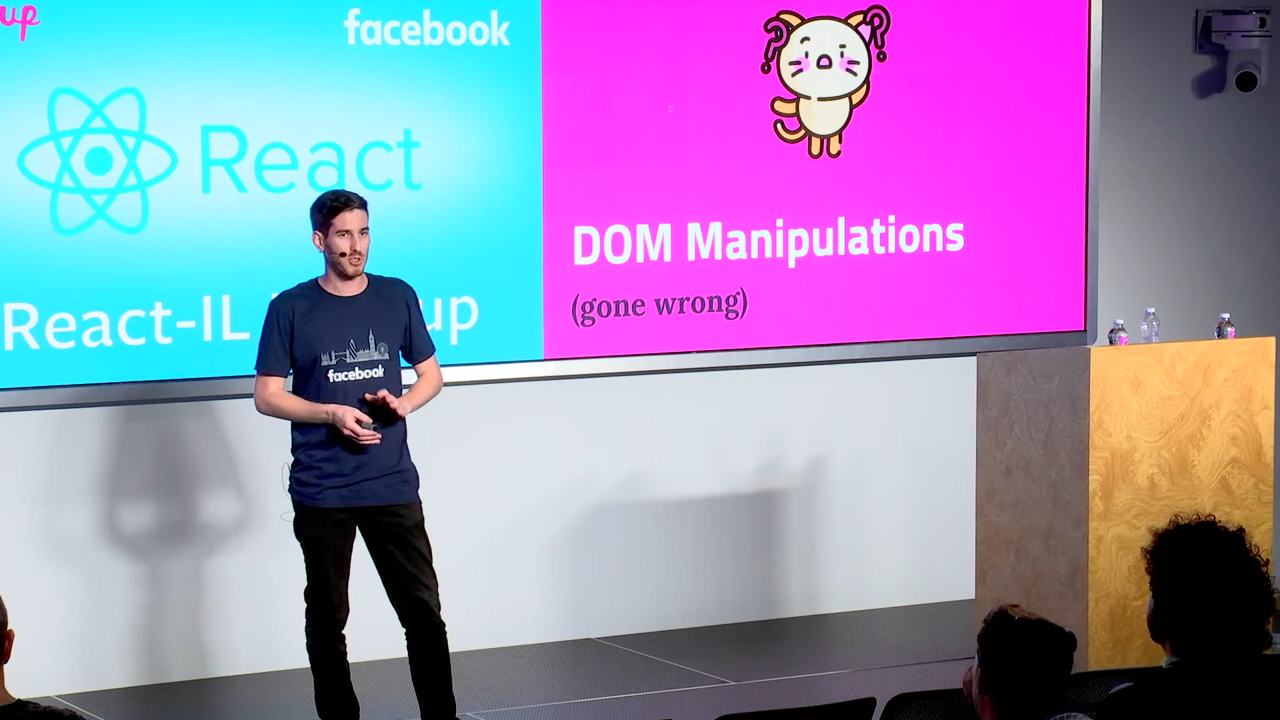 up
facebook
React
React-IL up
DOM Manipulations
(gone wrong)
facebook